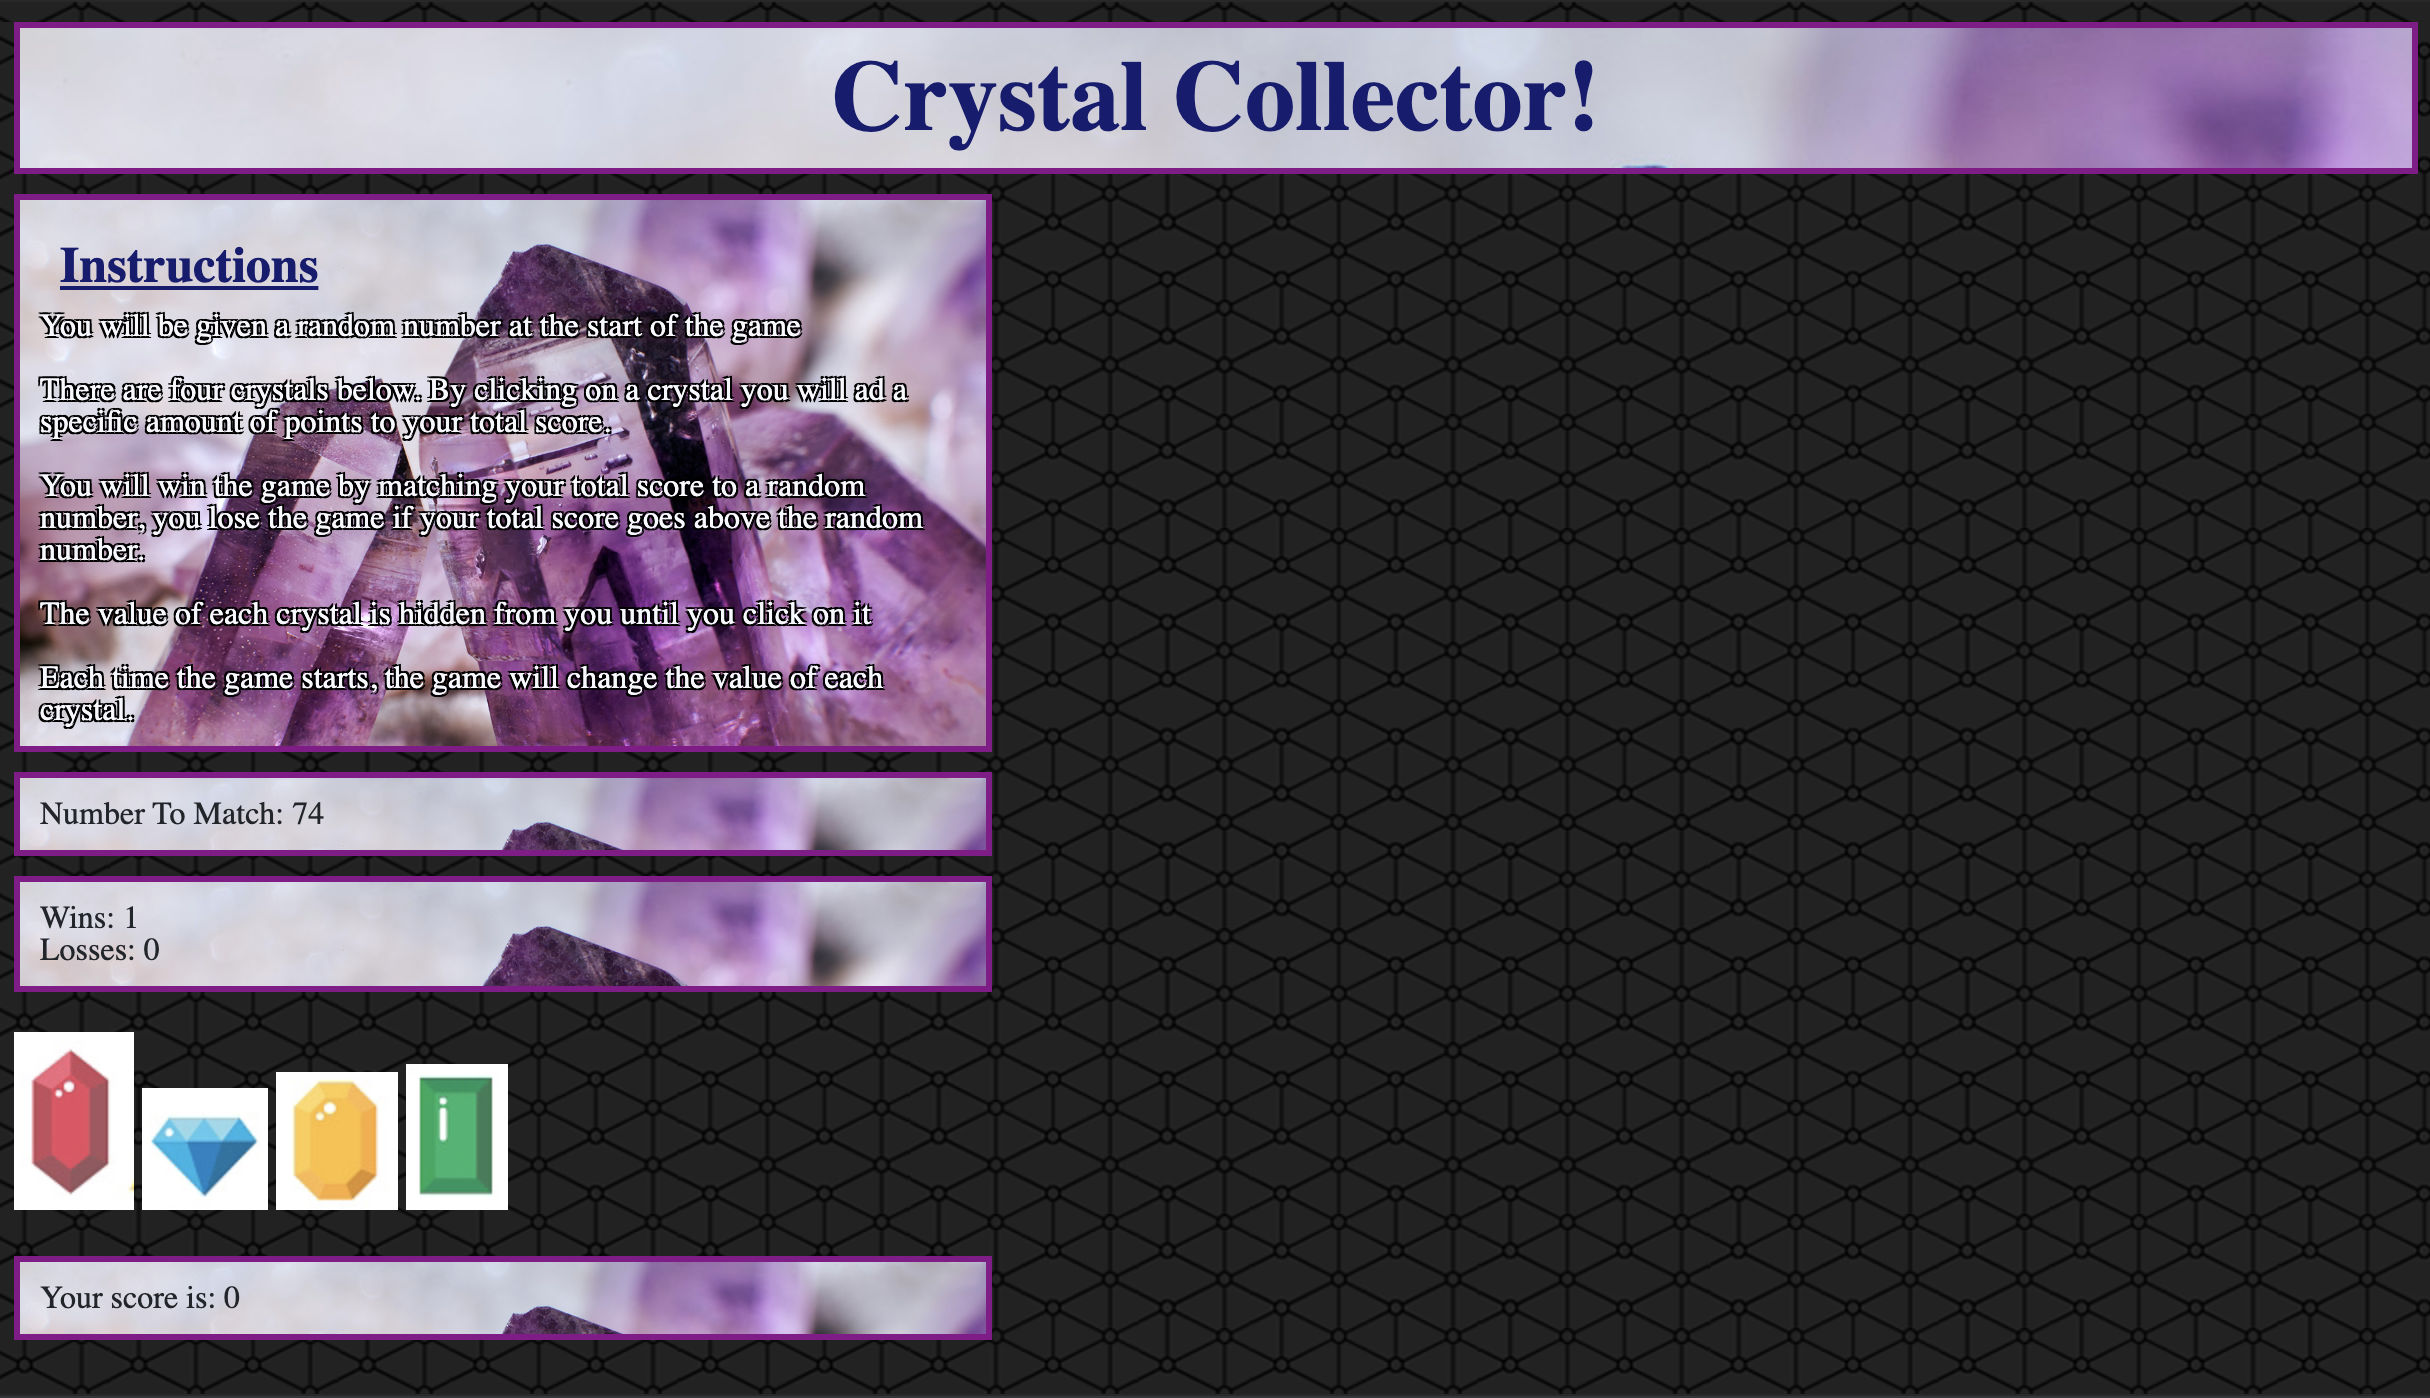 Crystal Collector!
Instructions
You will be given a random number at the start of the game
There are four crystals below. By clicking on a crystal you will ad a
specific amount of points to your total score.
You will win the game by matching your total score to a random
number, you lose the game if your total score goes above the random
number.
The value of each crystal is hidden from you until you click on it
Each time the game starts, the game will change the value of each
crystal.
Number To Match: 74
Wins: 1
Losses: 0
Your score is: 0